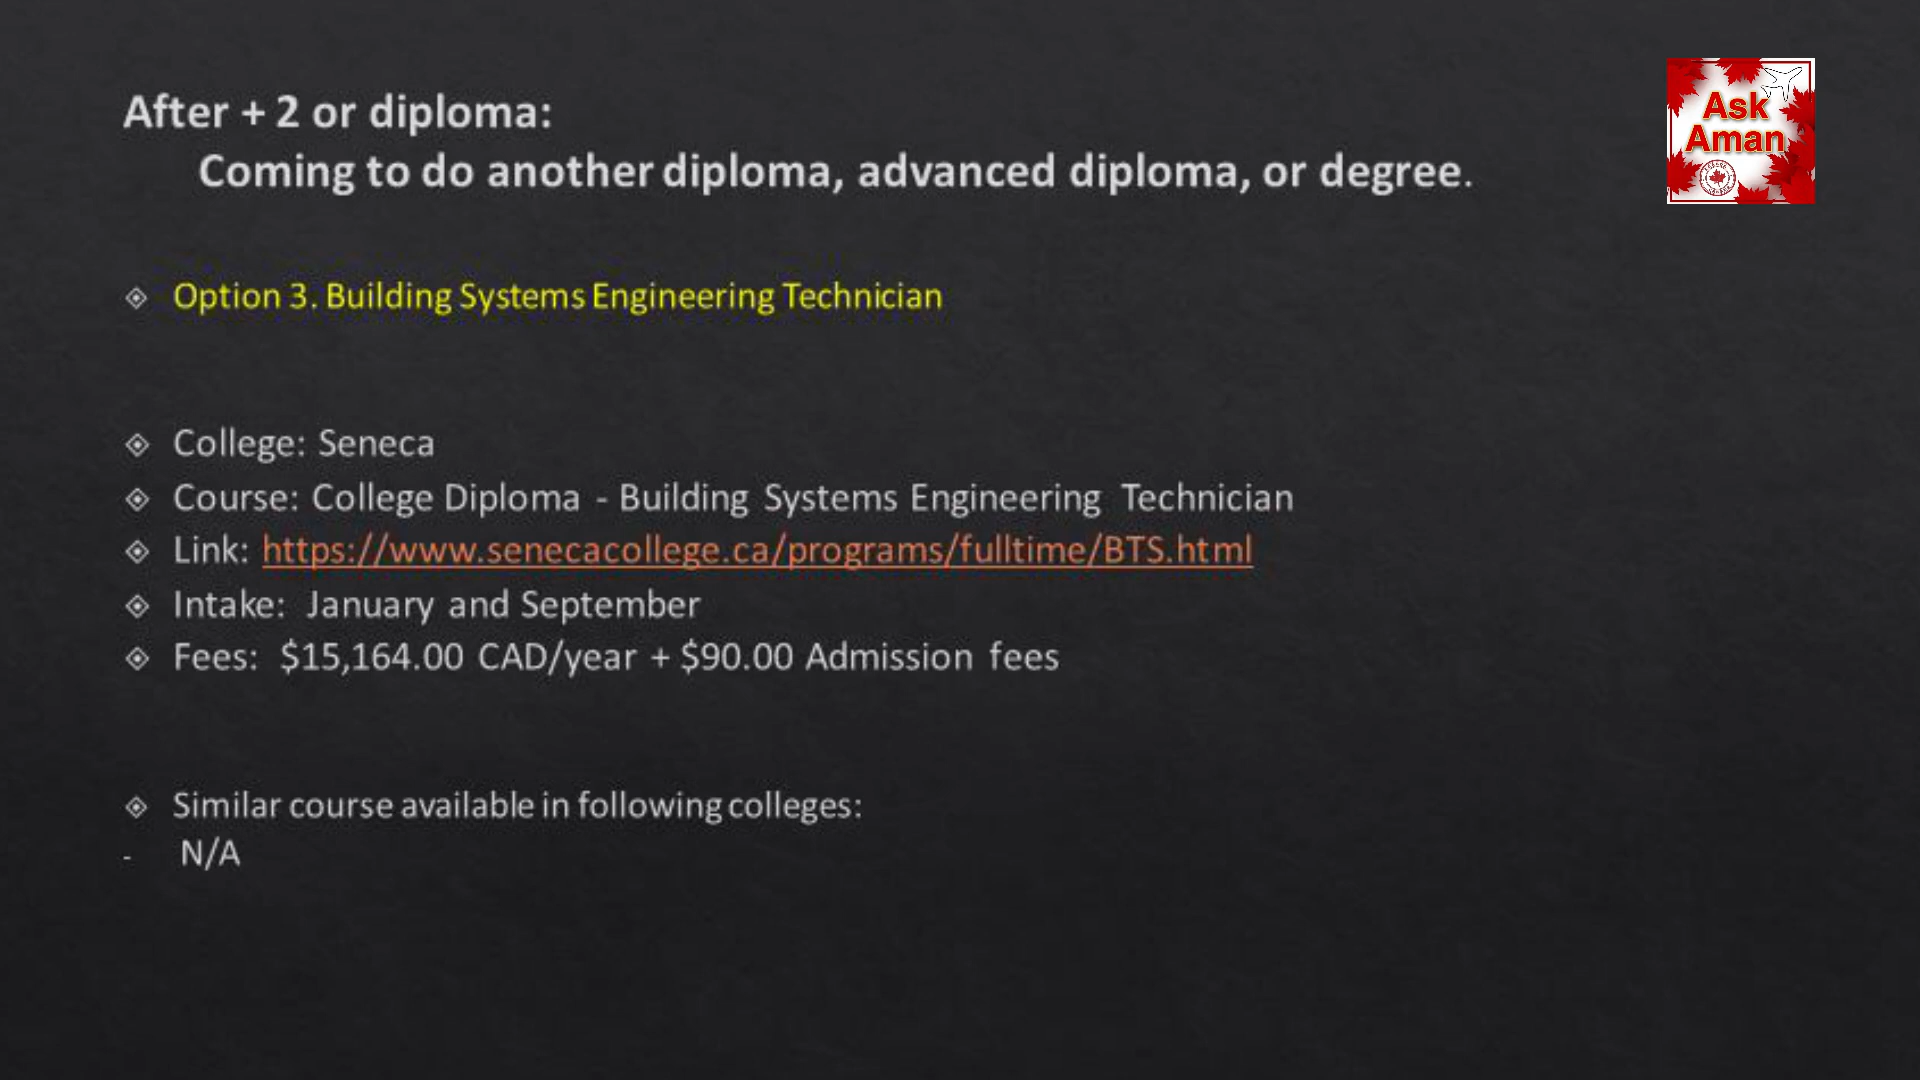 After + 2 or diploma:
Coming to do another diploma, advanced diploma, or degree.
Ask
Aman
Option 3. Building Systems Engineering Technician
College: Seneca
Course: College Diploma - Building Systems Engineering Technician
Link: https://www.senecacollege.ca/programs/fulltime/BTS.html
Intake: January and September
Fees: $15,164.00 CAD/year + $90.00 Admission fees
Similar course available in following colleges:
- N/A